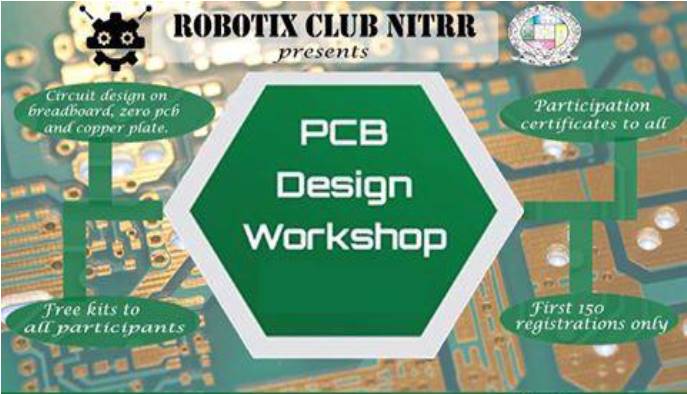 ROBOTIX CLUB NITRR
presents
Circuit design on
breadboard, zero pcb
and copper plate.
Participation
certificates to all
PCB
Design
Workshop
Free kits to
all participants
First 150
registrations only